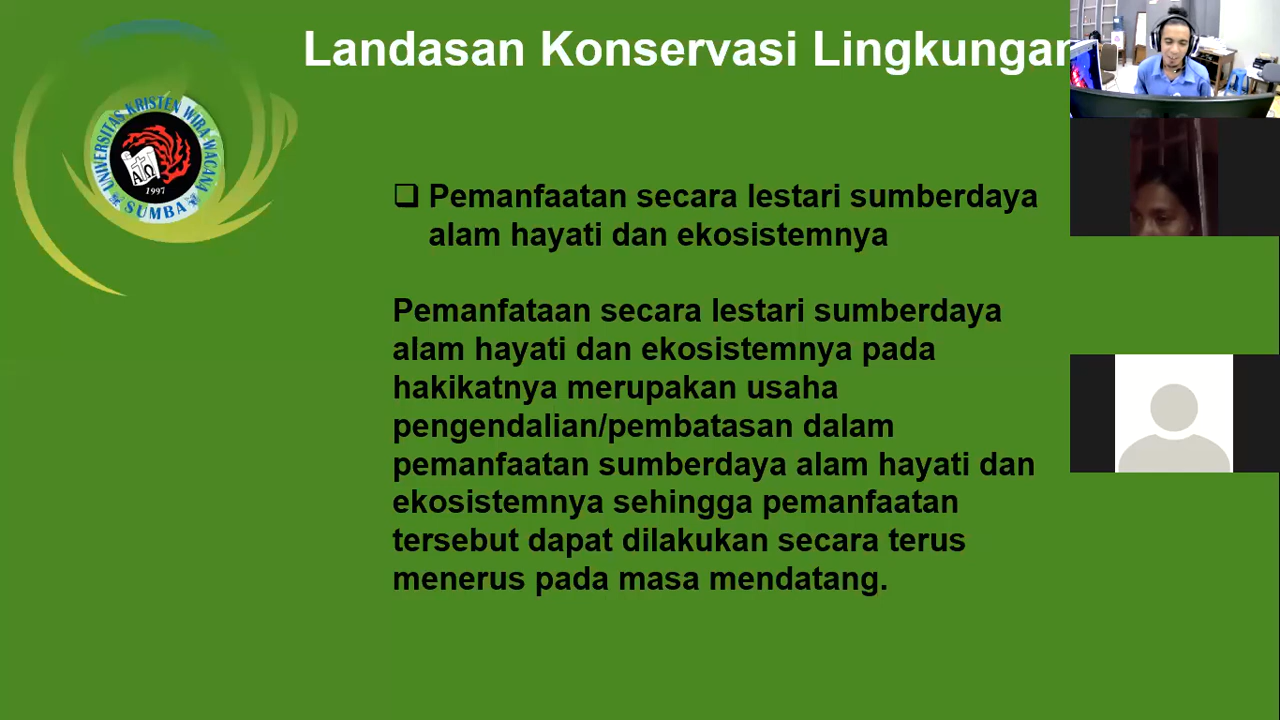 Landasan Konservasi Lingkungan
UNIVERSITAS KRISTEN WIRA WACANA
SUMBA
A Ω
1997
❑ Pemanfaatan secara lestari sumberdaya
alam hayati dan ekosistemnya
Pemanfataan secara lestari sumberdaya
alam hayati dan ekosistemnya pada
hakikatnya merupakan usaha
pengendalian/pembatasan dalam
pemanfaatan sumberdaya alam hayati dan
ekosistemnya sehingga pemanfaatan
tersebut dapat dilakukan secara terus
menerus pada masa mendatang.